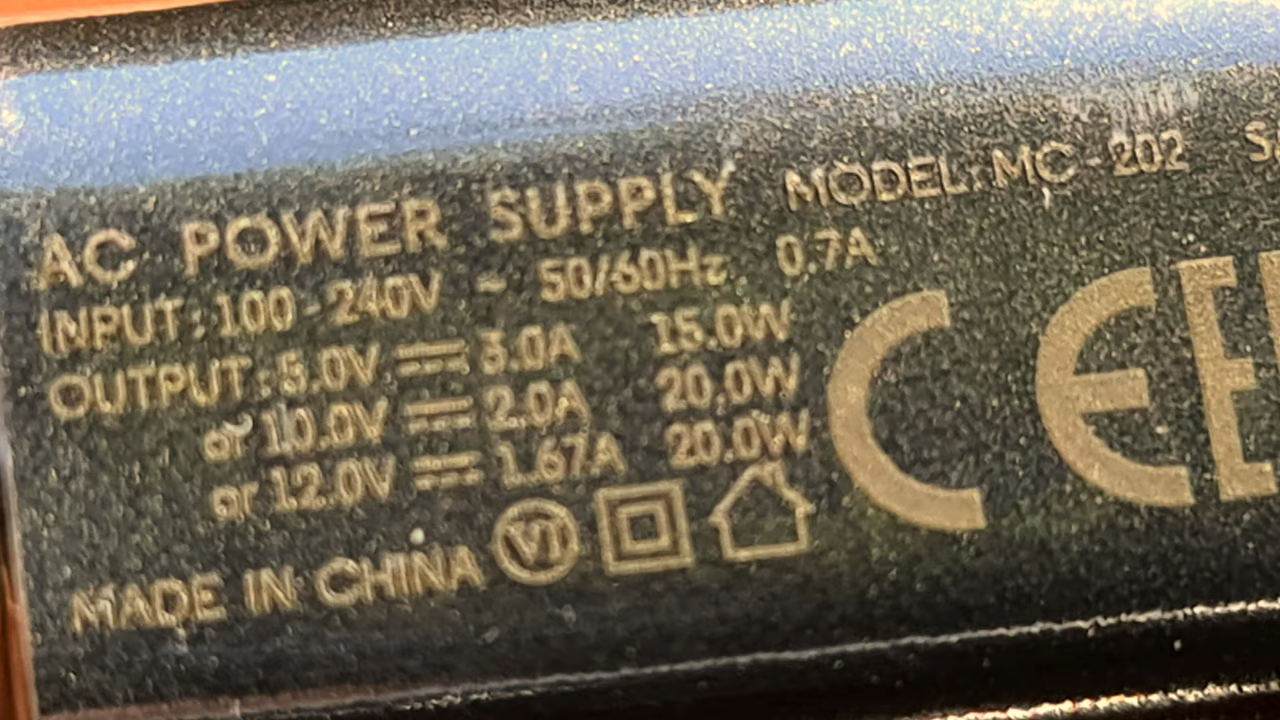 AC POWER SUPPLY MODEL: MC-202
INPUT: 100-240V ~ 50/60Hz 0.7A
OUTPUT: 5.0V ⎓ 3.0A 15.0W
or 10.0V ⎓ 2.0A 20.0W
or 12.0V ⎓ 1.67A 20.0W
MADE IN CHINA VI
CE